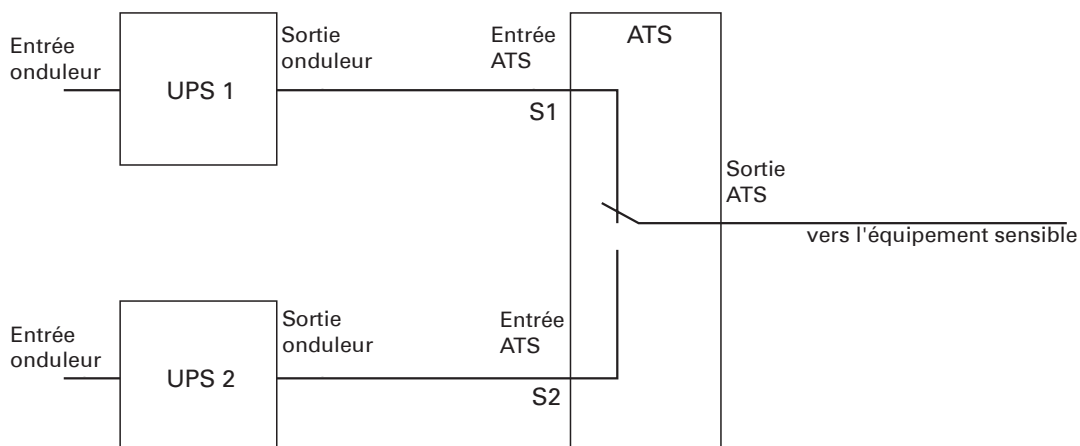 Entrée
onduleur
UPS 1
Sortie
onduleur
Entrée
ATS
S1
ATS
Sortie
ATS
vers l'équipement sensible
Entrée
onduleur
UPS 2
Sortie
onduleur
Entrée
ATS
S2